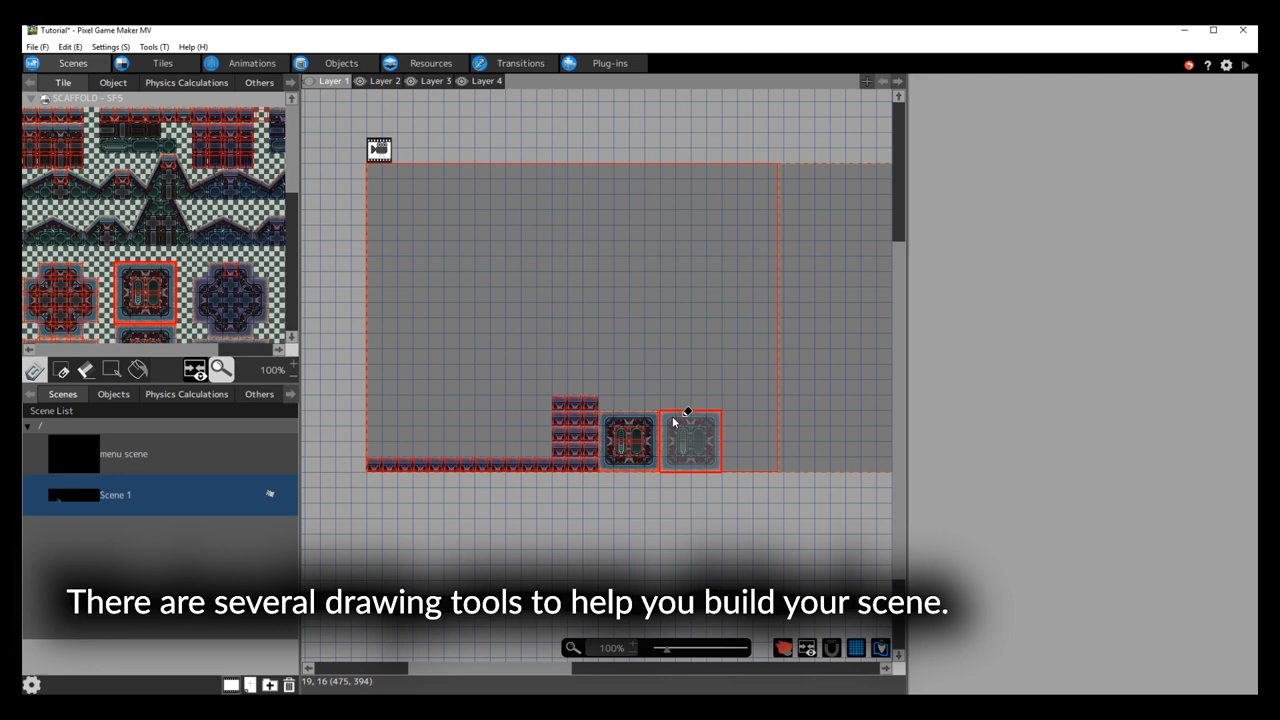 Tutorial* - Pixel Game Maker MV
File (F) Edit (E) Settings (S) Tools (T) Help (H)
Scenes Tiles Animations Objects Resources Transitions Plug-ins
Tile Object Physics Calculations Others
Layer 1 Layer 2 Layer 3 Layer 4
SCAFFOLD - SF5
100%
Scenes Objects Physics Calculations Others
Scene List
/
menu scene
Scene 1
There are several drawing tools to help you build your scene.
100%
19, 16 (475, 394)